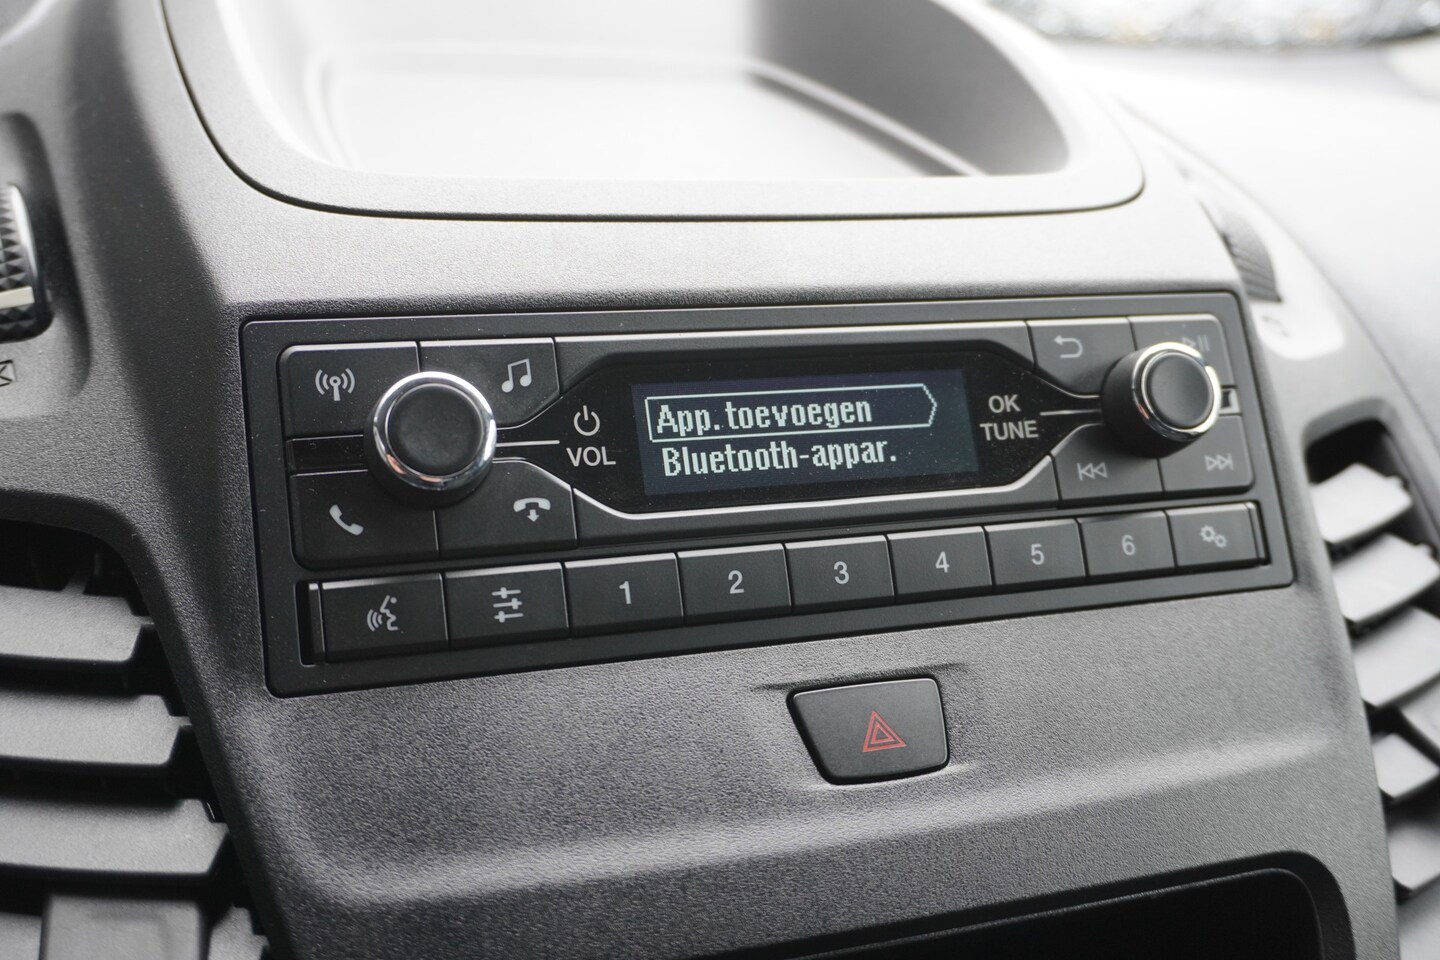 App. toevoegen
Bluetooth-appar.
VOL
OK
TUNE
1 2 3 4 5 6